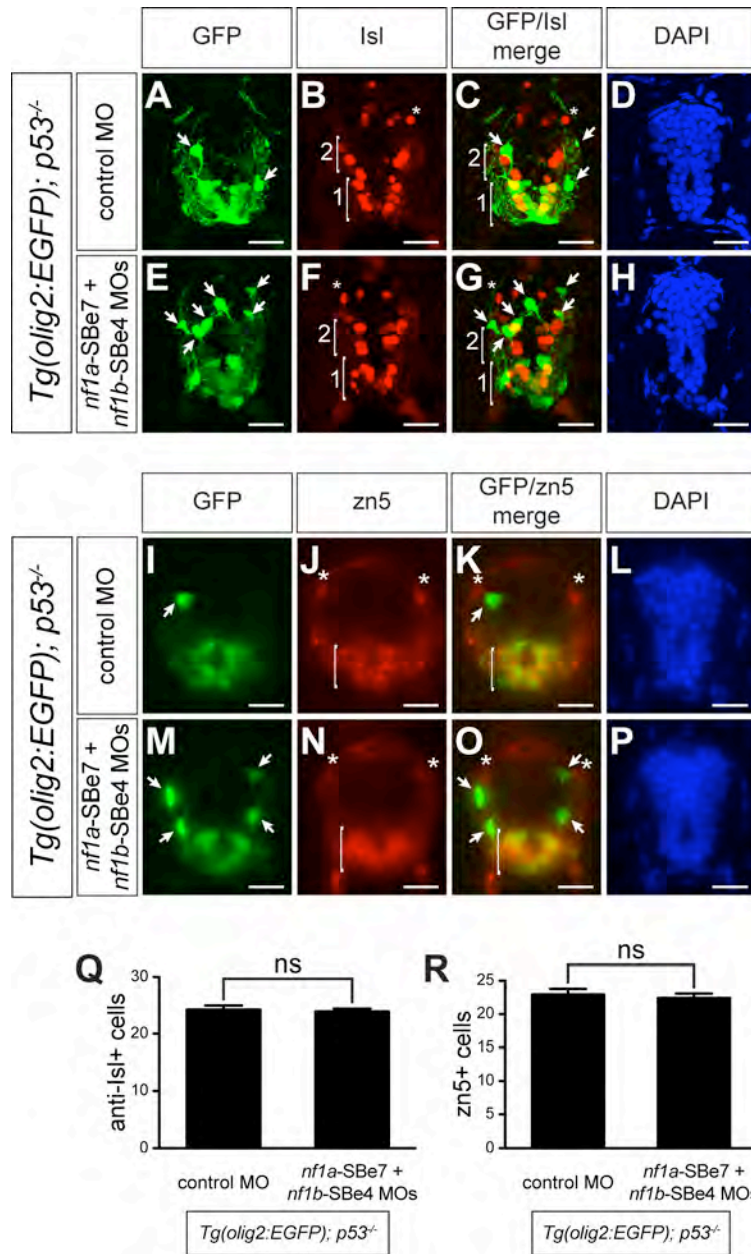 GFP
Isl
GFP/Isl
merge
DAPI
Tg(olig2:EGFP); p53-/-
control MO
A
B
*
2
1
C
*
2
1
D
nf1a-SBe7 +
nf1b-SBe4 MOs
E
F
*
2
1
G
*
2
1
H
GFP
zn5
GFP/zn5
merge
DAPI
Tg(olig2:EGFP); p53-/-
control MO
I
J
*
*
K
*
*
L
nf1a-SBe7 +
nf1b-SBe4 MOs
M
N
*
*
O
*
*
P
Q
ns
anti-Isl+ cells
30
20
10
0
control MO
nf1a-SBe7 +
nf1b-SBe4 MOs
Tg(olig2:EGFP); p53-/-
R
ns
zn5+ cells
25
20
15
10
5
0
control MO
nf1a-SBe7 +
nf1b-SBe4 MOs
Tg(olig2:EGFP); p53-/-